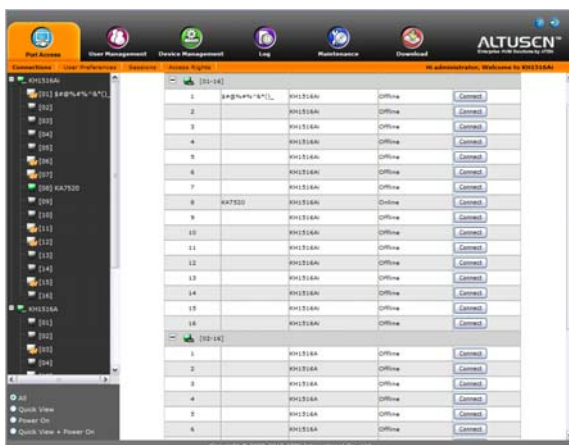 Port Access
User Management
Device Management
Log
Maintenance
Download
ALTUSCN™
Connections
User Preferences
Sessions
Access Rights
Hi administrator, Welcome to KH1516Ai
KH1516Ai
[02]
[03]
[04]
[05]
[06]
[07]
[08] KA7520
[09]
[10]
[11]
[12]
[13]
[14]
[15]
[16]
KH1516A
[01]
[02]
[03]
[04]
All
Quick View
Power On
Quick View + Power On
[01-16]
1 KH1516Ai Offline Connect
2 KH1516Ai Offline Connect
3 KH1516Ai Offline Connect
4 KH1516Ai Offline Connect
5 KH1516Ai Offline Connect
6 KH1516Ai Offline Connect
7 KH1516Ai Offline Connect
8 KA7520 KH1516Ai Online Connect
9 KH1516Ai Offline Connect
10 KH1516Ai Offline Connect
11 KH1516Ai Offline Connect
12 KH1516Ai Offline Connect
13 KH1516Ai Offline Connect
14 KH1516Ai Offline Connect
15 KH1516Ai Offline Connect
16 KH1516Ai Offline Connect
[02-16]
1 KH1516A Offline Connect
2 KH1516A Offline Connect
3 KH1516A Offline Connect
4 KH1516A Offline Connect
5 KH1516A Offline Connect
6 KH1516A Offline Connect